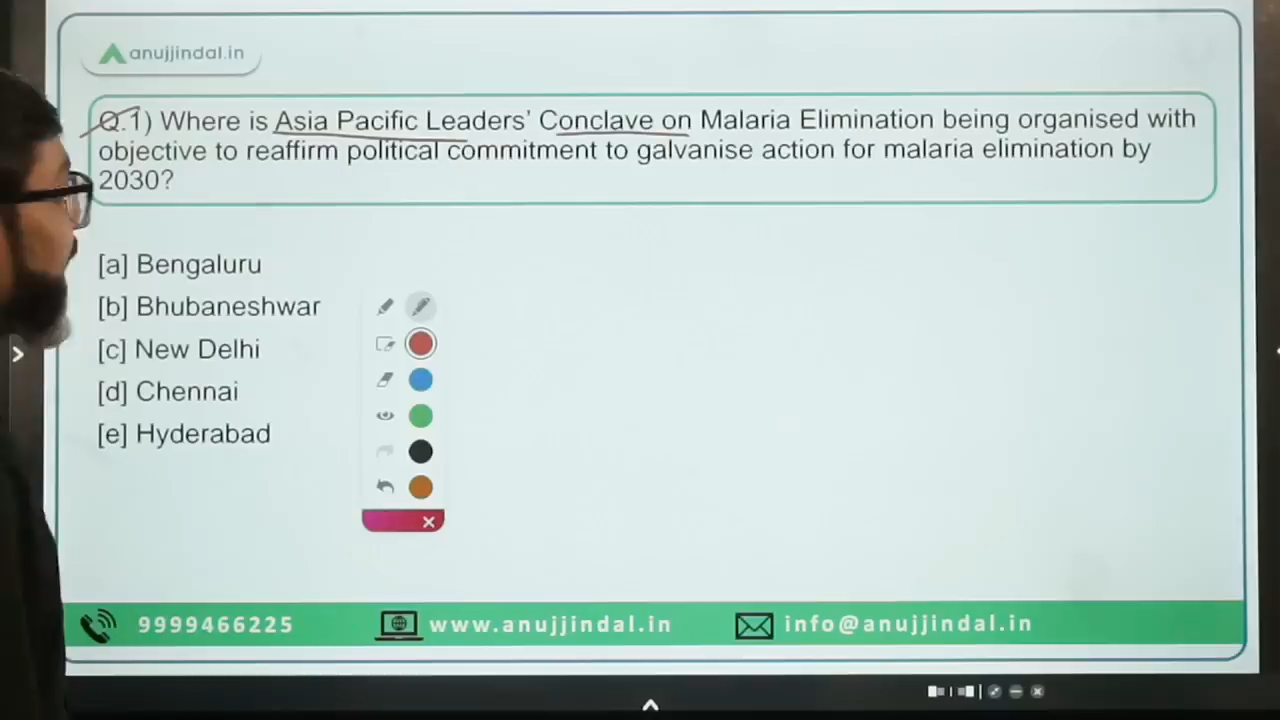 anujjindal.in
Q.1) Where is Asia Pacific Leaders' Conclave on Malaria Elimination being organised with
objective to reaffirm political commitment to galvanise action for malaria elimination by
2030?
[a] Bengaluru
[b] Bhubaneshwar
[c] New Delhi
[d] Chennai
[e] Hyderabad
9999466225 www.anujjindal.in info@anujjindal.in